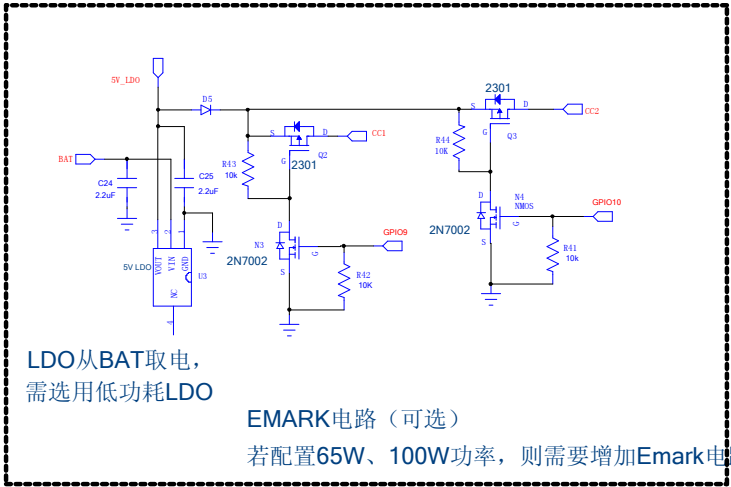 2301
5V_LDO
D5
S
D
CC2
S
D
CC1
R44
10K
G
Q3
R43
10k
G
Q2
2301
BAT
C24
2.2uF
C25
2.2uF
D
N4
NMOS
GPIO10
2N7002
G
S
D
GPIO9
N3
2N7002
G
S
R41
10k
R42
10K
3
2
1
5V LDO
VOUT
VIN
GND
U3
NC
4
LDO从BAT取电,
需选用低功耗LDO
EMARK电路（可选）
若配置65W、100W功率，则需要增加Emark电